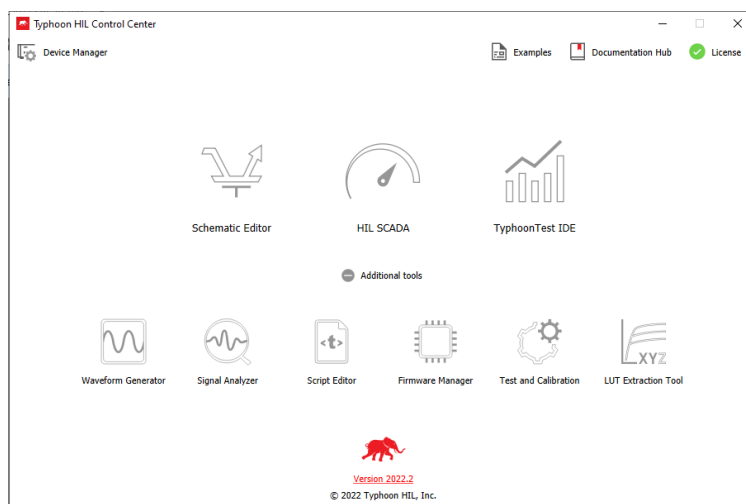 Typhoon HIL Control Center
Device Manager
Examples
Documentation Hub
License
Schematic Editor
HIL SCADA
TyphoonTest IDE
Additional tools
<t>
XYZ
Waveform Generator
Signal Analyzer
Script Editor
Firmware Manager
Test and Calibration
LUT Extraction Tool
Version 2022.2
© 2022 Typhoon HIL, Inc.